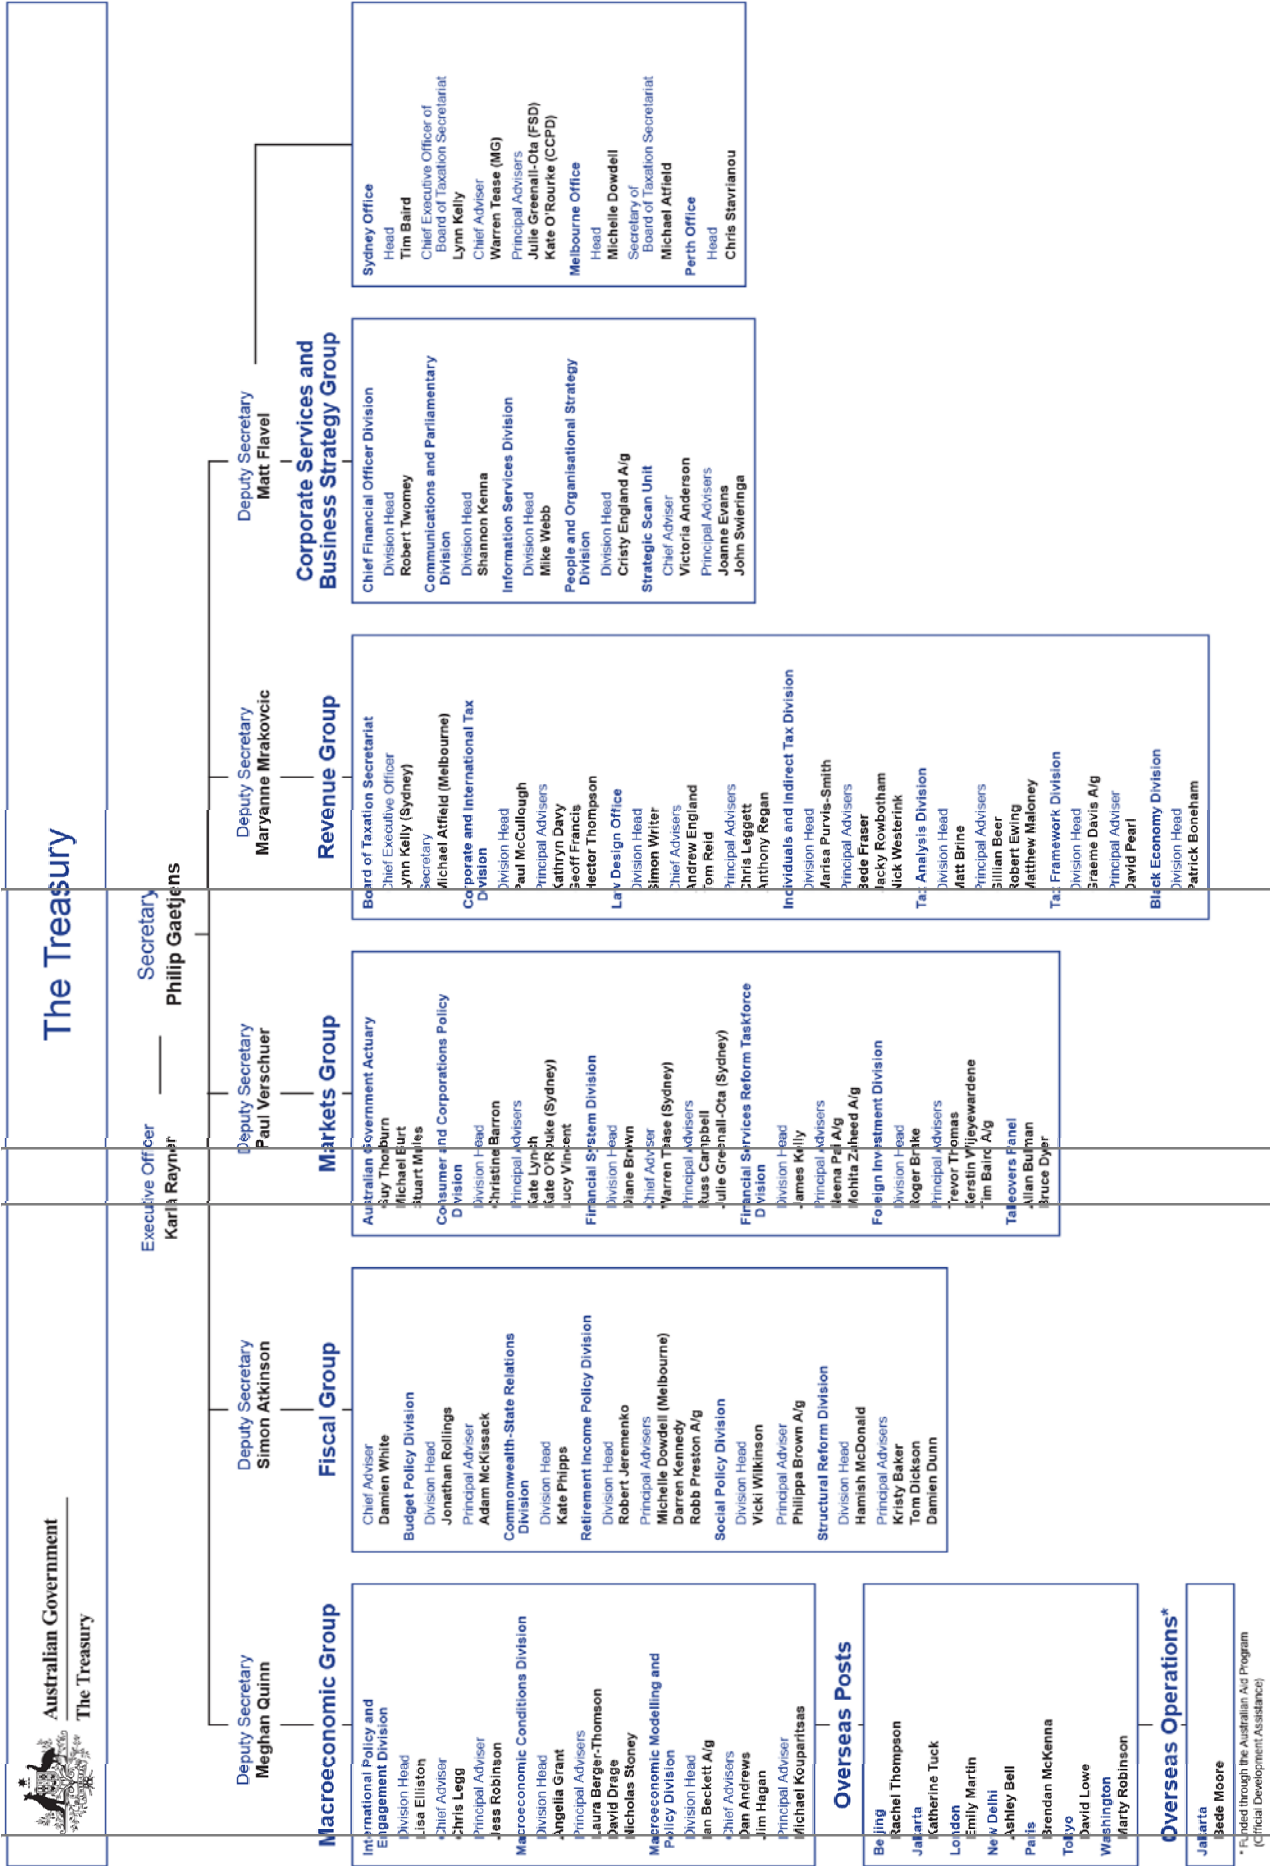 Australian Government
The Treasury
The Treasury
Executive Officer
Karla Rayner
Secretary
Philip Gaetjens
Deputy Secretary
Meghan Quinn
Macroeconomic Group
International Policy and
Engagement Division
Division Head
Lisa Elliston
Chief Adviser
Chris Legg
Principal Adviser
Jess Robinson
Macroeconomic Conditions Division
Division Head
Angelia Grant
Principal Advisers
Laura Berger-Thomson
David Drage
Nicholas Stoney
Macroeconomic Modelling and
Policy Division
Division Head
Ian Beckett A/g
Chief Advisers
Dan Andrews
Jim Hagan
Principal Adviser
Michael Kouparitsas
Overseas Posts
Beijing
Rachel Thompson
Jakarta
Katherine Tuck
London
Emily Martin
New Delhi
Ashley Bell
Paris
Brendan McKenna
Tokyo
David Lowe
Washington
Marty Robinson
Overseas Operations*
Jakarta
Bede Moore
* Funded through the Australian Aid Program
(Official Development Assistance)
Deputy Secretary
Simon Atkinson
Fiscal Group
Chief Adviser
Damien White
Budget Policy Division
Division Head
Jonathan Rollings
Principal Adviser
Adam McKissack
Commonwealth-State Relations
Division
Division Head
Kate Phipps
Retirement Income Policy Division
Division Head
Robert Jeremenko
Principal Advisers
Michelle Dowdell (Melbourne)
Darren Kennedy
Robb Preston A/g
Social Policy Division
Division Head
Vicki Wilkinson
Principal Adviser
Philippa Brown A/g
Structural Reform Division
Division Head
Hamish McDonald
Principal Advisers
Kristy Baker
Tom Dickson
Damien Dunn
Deputy Secretary
Paul Verschuer
Markets Group
Australian Government Actuary
Guy Thorburn
Michael Burt
Stuart Mules
Consumer and Corporations Policy
Division
Division Head
Christine Barron
Principal Advisers
Kate Lynch
Kate O'Rouke (Sydney)
Lucy Vincent
Financial System Division
Division Head
Diane Brown
Chief Adviser
Warren Tease (Sydney)
Principal Advisers
Russ Campbell
Julie Greenall-Ota (Sydney)
Financial Services Reform Taskforce
Division
Division Head
James Kelly
Principal Advisers
Neena Pai A/g
Mohita Zaheed A/g
Foreign Investment Division
Division Head
Roger Brake
Principal Advisers
Trevor Thomas
Kerstin Wijeyewardene
Tim Baird A/g
Takeovers Panel
Allan Bulman
Bruce Dyer
Deputy Secretary
Maryanne Mrakovcic
Revenue Group
Board of Taxation Secretariat
Chief Executive Officer
Lynn Kelly (Sydney)
Secretary
Michael Atfield (Melbourne)
Corporate and International Tax
Division
Division Head
Paul McCullough
Principal Advisers
Kathryn Davy
Geoff Francis
Hector Thompson
Law Design Office
Division Head
Simon Writer
Chief Advisers
Andrew England
Tom Reid
Principal Advisers
Chris Leggett
Anthony Regan
Individuals and Indirect Tax Division
Division Head
Marisa Purvis-Smith
Principal Advisers
Bede Fraser
Jacky Rowbotham
Nick Westerink
Tax Analysis Division
Division Head
Matt Brine
Principal Advisers
Gillian Beer
Robert Ewing
Matthew Maloney
Tax Framework Division
Division Head
Graeme Davis A/g
Principal Adviser
David Pearl
Black Economy Division
Division Head
Patrick Boneham
Deputy Secretary
Matt Flavel
Corporate Services and
Business Strategy Group
Chief Financial Officer Division
Division Head
Robert Twomey
Communications and Parliamentary
Division
Division Head
Shannon Kenna
Information Services Division
Division Head
Mike Webb
People and Organisational Strategy
Division
Division Head
Cristy England A/g
Strategic Scan Unit
Chief Adviser
Victoria Anderson
Principal Advisers
Joanne Evans
John Swieringa
Sydney Office
Head
Tim Baird
Chief Executive Officer of
Board of Taxation Secretariat
Lynn Kelly
Chief Adviser
Warren Tease (MG)
Principal Advisers
Julie Greenall-Ota (FSD)
Kate O'Rourke (CCPD)
Melbourne Office
Head
Michelle Dowdell
Secretary of
Board of Taxation Secretariat
Michael Atfield
Perth Office
Head
Chris Stavrianou